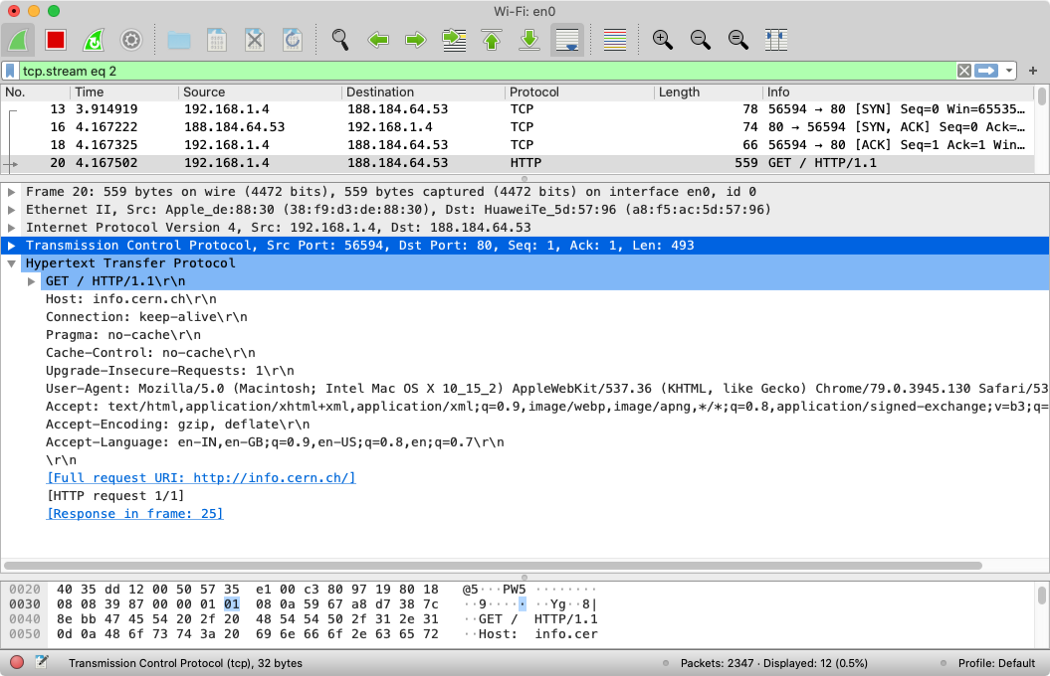 Wi-Fi: en0
tcp.stream eq 2
No. Time Source Destination Protocol Length Info
13 3.914919 192.168.1.4 188.184.64.53 TCP 78 56594 → 80 [SYN] Seq=0 Win=65535…
16 4.167222 188.184.64.53 192.168.1.4 TCP 74 80 → 56594 [SYN, ACK] Seq=0 Ack=…
18 4.167325 192.168.1.4 188.184.64.53 TCP 66 56594 → 80 [ACK] Seq=1 Ack=1 Win…
20 4.167502 192.168.1.4 188.184.64.53 HTTP 559 GET / HTTP/1.1
Frame 20: 559 bytes on wire (4472 bits), 559 bytes captured (4472 bits) on interface en0, id 0
Ethernet II, Src: Apple_de:88:30 (38:f9:d3:de:88:30), Dst: HuaweiTe_5d:57:96 (a8:f5:ac:5d:57:96)
Internet Protocol Version 4, Src: 192.168.1.4, Dst: 188.184.64.53
Transmission Control Protocol, Src Port: 56594, Dst Port: 80, Seq: 1, Ack: 1, Len: 493
Hypertext Transfer Protocol
GET / HTTP/1.1\r\n
Host: info.cern.ch\r\n
Connection: keep-alive\r\n
Pragma: no-cache\r\n
Cache-Control: no-cache\r\n
Upgrade-Insecure-Requests: 1\r\n
User-Agent: Mozilla/5.0 (Macintosh; Intel Mac OS X 10_15_2) AppleWebKit/537.36 (KHTML, like Gecko) Chrome/79.0.3945.130 Safari/53
Accept: text/html,application/xhtml+xml,application/xml;q=0.9,image/webp,image/apng,*/*;q=0.8,application/signed-exchange;v=b3;q=
Accept-Encoding: gzip, deflate\r\n
Accept-Language: en-IN,en-GB;q=0.9,en-US;q=0.8,en;q=0.7\r\n
\r\n
[Full request URI: http://info.cern.ch/]
[HTTP request 1/1]
[Response in frame: 25]
0020 40 35 dd 12 00 50 57 35 e1 00 c3 80 97 19 80 18 @5···PW5 ········
0030 08 08 39 87 00 00 01 01 08 0a 59 67 a8 d7 38 7c ··9····· ··Yg··8|
0040 8e bb 47 45 54 20 2f 20 48 54 54 50 2f 31 2e 31 ··GET / HTTP/1.1
0050 0d 0a 48 6f 73 74 3a 20 69 6e 66 6f 2e 63 65 72 ··Host: info.cer
Transmission Control Protocol (tcp), 32 bytes Packets: 2347 · Displayed: 12 (0.5%) Profile: Default